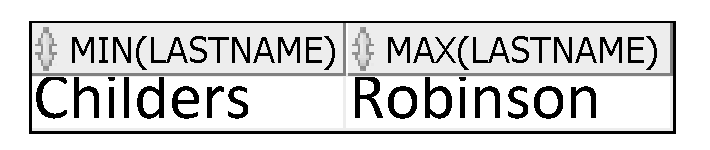 MIN(LASTNAME) MAX(LASTNAME)
Childers Robinson